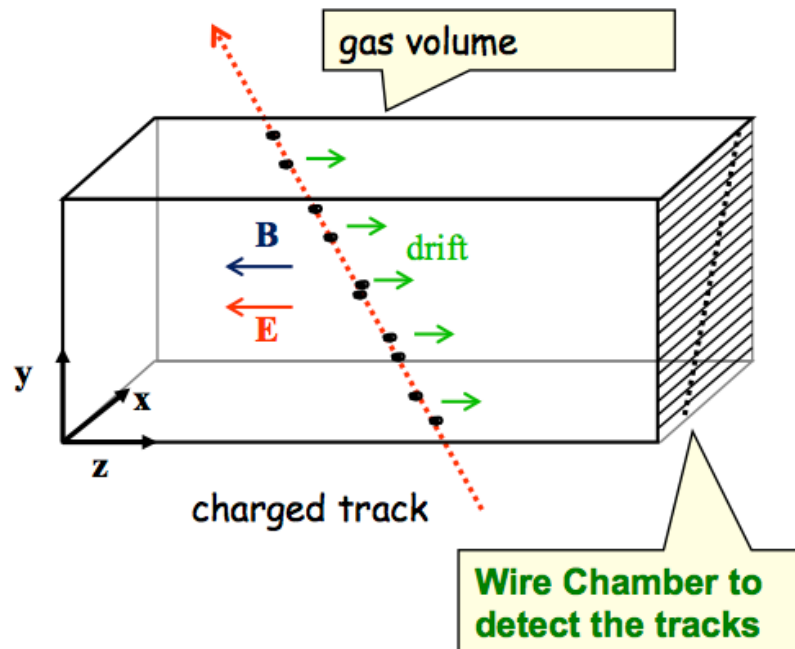 gas volume
B
drift
E
y
x
z
charged track
Wire Chamber to
detect the tracks